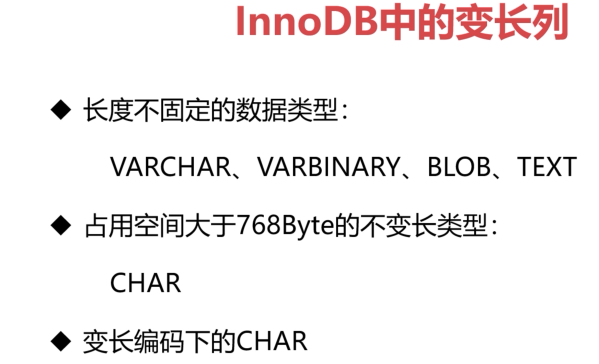 InnoDB中的变长列
◆ 长度不固定的数据类型：
VARCHAR、VARBINARY、BLOB、TEXT
◆ 占用空间大于768Byte的不变长类型：
CHAR
◆ 变长编码下的CHAR